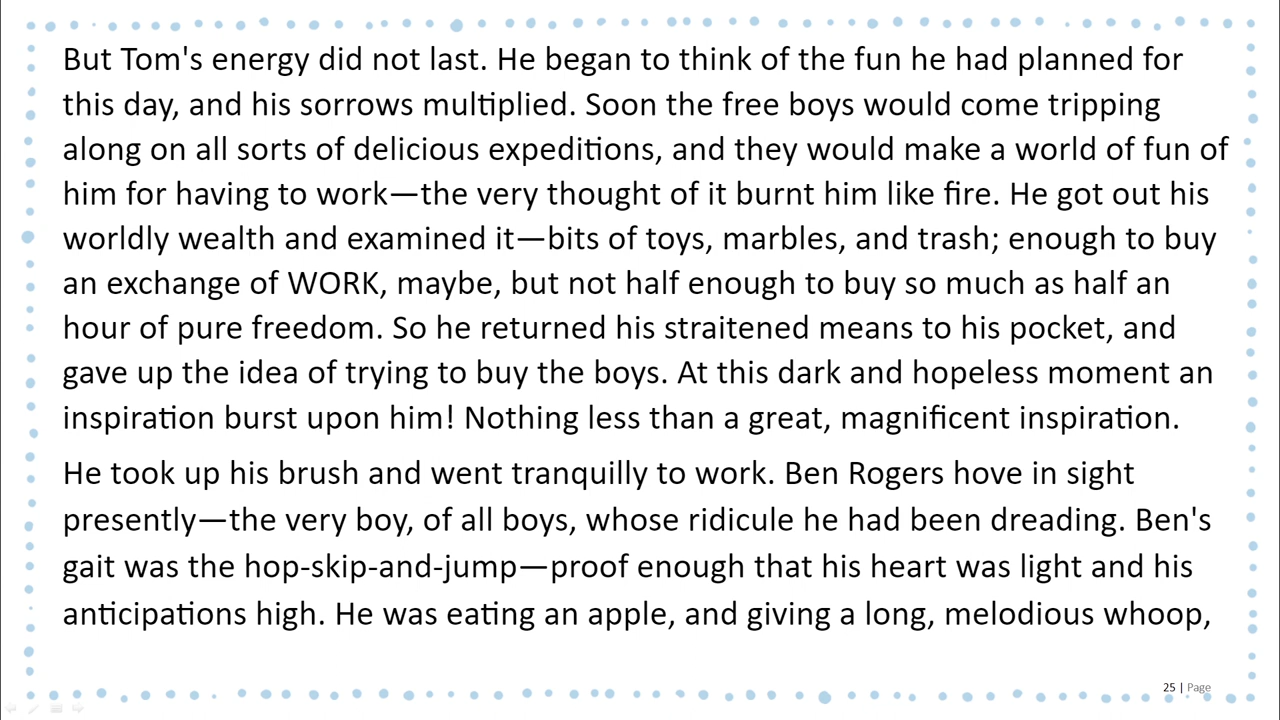 But Tom's energy did not last. He began to think of the fun he had planned for
this day, and his sorrows multiplied. Soon the free boys would come tripping
along on all sorts of delicious expeditions, and they would make a world of fun of
him for having to work—the very thought of it burnt him like fire. He got out his
worldly wealth and examined it—bits of toys, marbles, and trash; enough to buy
an exchange of WORK, maybe, but not half enough to buy so much as half an
hour of pure freedom. So he returned his straitened means to his pocket, and
gave up the idea of trying to buy the boys. At this dark and hopeless moment an
inspiration burst upon him! Nothing less than a great, magnificent inspiration.
He took up his brush and went tranquilly to work. Ben Rogers hove in sight
presently—the very boy, of all boys, whose ridicule he had been dreading. Ben's
gait was the hop-skip-and-jump—proof enough that his heart was light and his
anticipations high. He was eating an apple, and giving a long, melodious whoop,
25 | Page